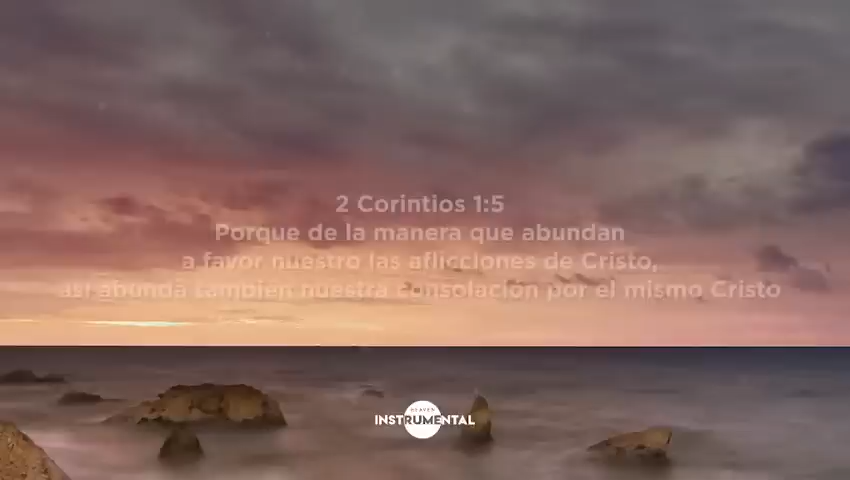 2 Corintios 1:5
Porque de la manera que abundan
a favor nuestro las aflicciones de Cristo,
así abunda también nuestra consolación por el mismo Cristo
HEAVEN
INSTRUMENTAL